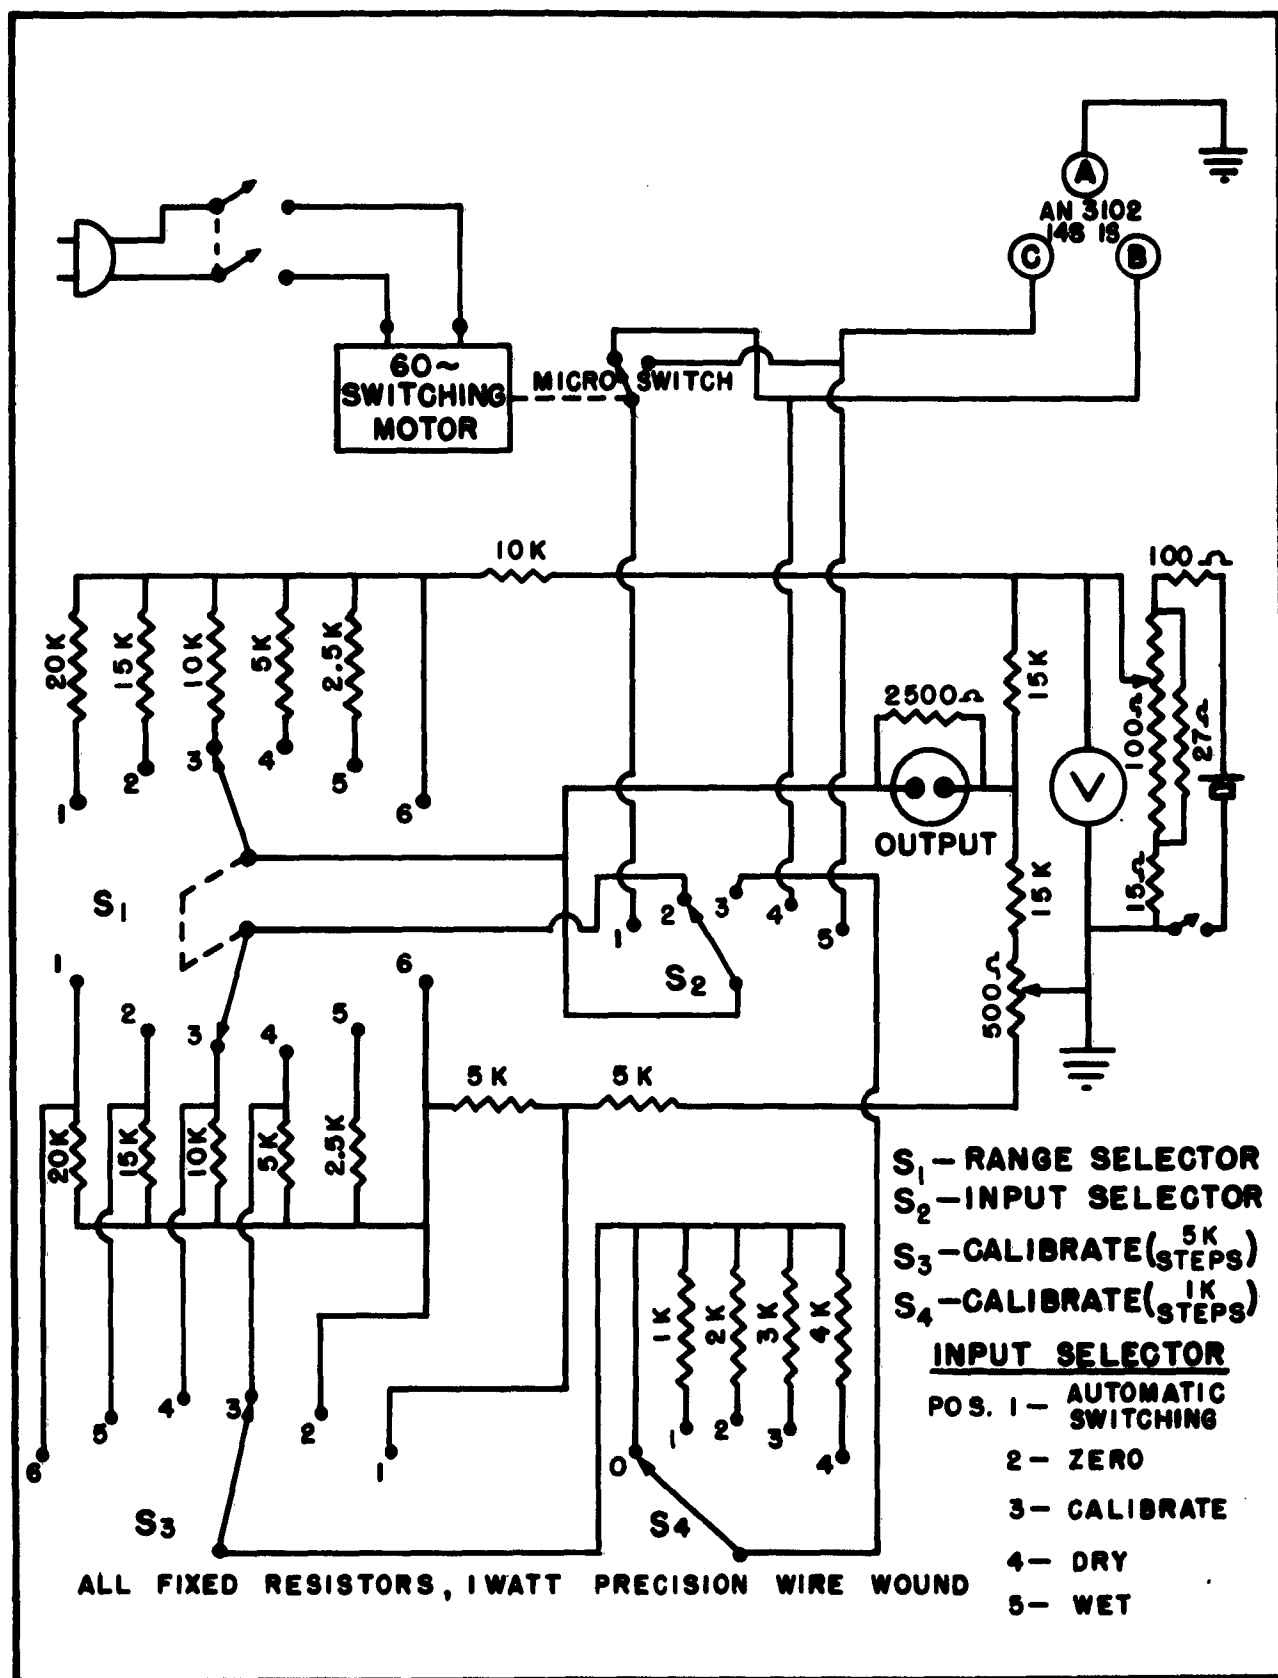 A
AN 3102
14S 1S
C
B
60~
SWITCHING
MOTOR
MICRO SWITCH
10K
100Ω
20K
15K
10K
5K
2.5K
15K
100Ω
27Ω
2500Ω
1
2
3
4
5
6
V
OUTPUT
15K
15Ω
S1
1
2
3
4
5
S2
500Ω
1
2
3
4
5
6
5K
5K
20K
15K
10K
5K
2.5K
S1 — RANGE SELECTOR
S2 — INPUT SELECTOR
S3 — CALIBRATE (5K STEPS)
S4 — CALIBRATE (1K STEPS)
1K
2K
3K
4K
INPUT SELECTOR
POS. 1 — AUTOMATIC
SWITCHING
2 — ZERO
3 — CALIBRATE
4 — DRY
5 — WET
6
5
4
3
2
1
S3
0
1
2
3
4
S4
ALL FIXED RESISTORS, 1 WATT PRECISION WIRE WOUND